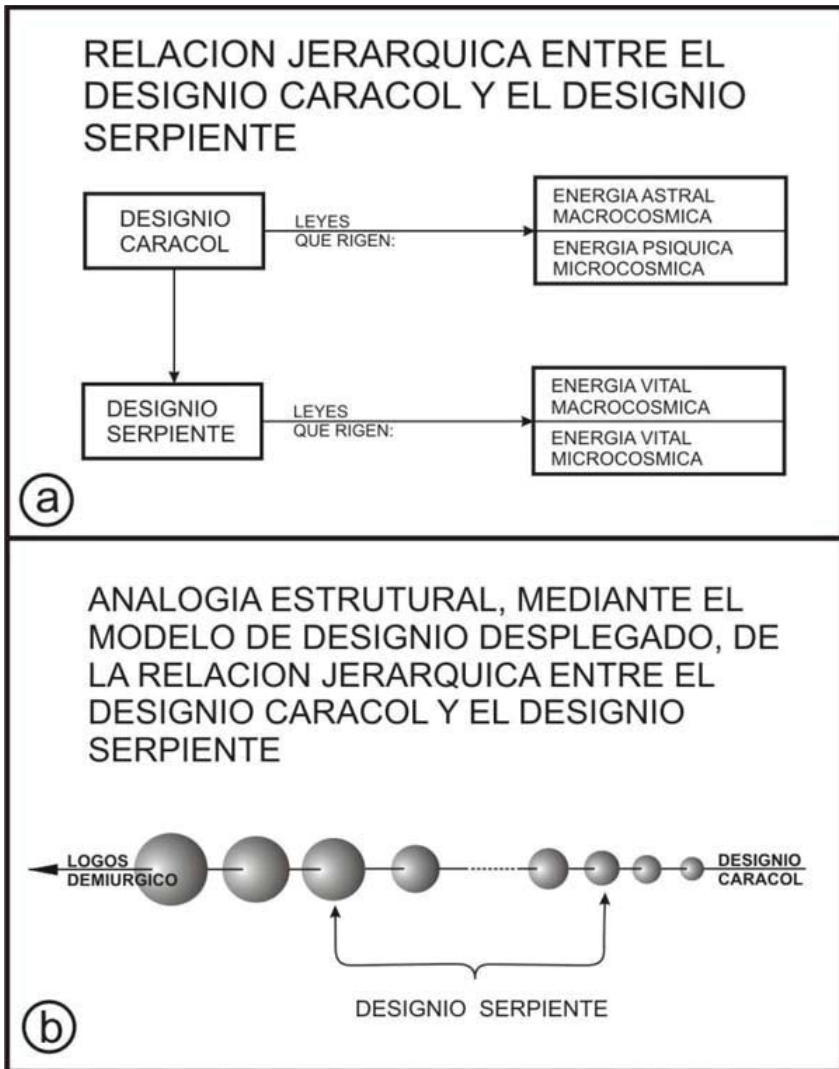 RELACION JERARQUICA ENTRE EL
DESIGNIO CARACOL Y EL DESIGNIO
SERPIENTE
DESIGNIO
CARACOL
LEYES
QUE RIGEN:
ENERGIA ASTRAL
MACROCOSMICA
ENERGIA PSIQUICA
MICROCOSMICA
DESIGNIO
SERPIENTE
LEYES
QUE RIGEN:
ENERGIA VITAL
MACROCOSMICA
ENERGIA VITAL
MICROCOSMICA
a
ANALOGIA ESTRUTURAL, MEDIANTE EL
MODELO DE DESIGNIO DESPLEGADO, DE
LA RELACION JERARQUICA ENTRE EL
DESIGNIO CARACOL Y EL DESIGNIO
SERPIENTE
LOGOS
DEMIURGICO
DESIGNIO
CARACOL
DESIGNIO SERPIENTE
b